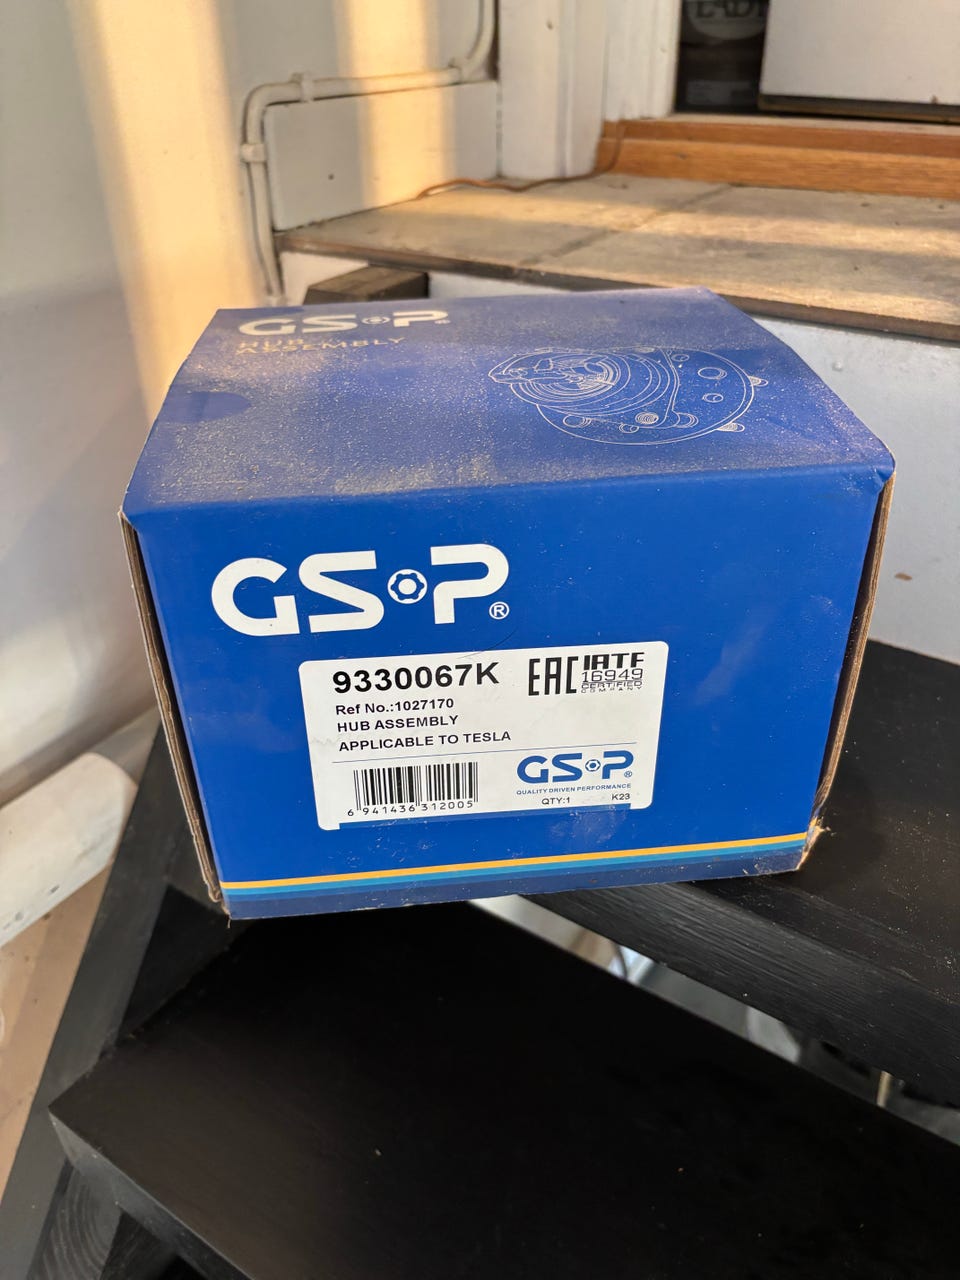 GS•P®
HUB
ASSEMBLY
GS•P®
9330067K
EAC
IATF
16949
CERTIFIED
COMPANY
Ref No.:1027170
HUB ASSEMBLY
APPLICABLE TO TESLA
GS•P®
QUALITY DRIVEN PERFORMANCE
QTY:1 K23
6 941436 312005